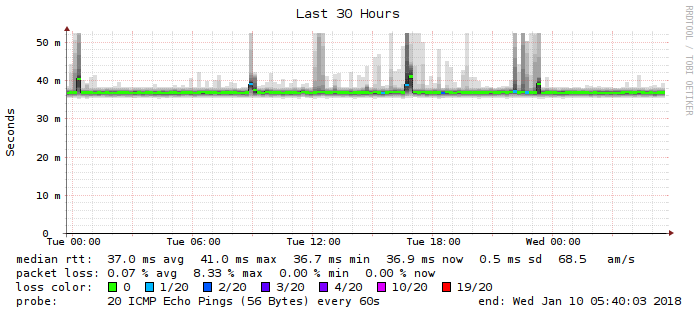 Last 30 Hours
RRDTOOL / TOBI OETIKER
Seconds
50 m
40 m
30 m
20 m
10 m
0
Tue 00:00 Tue 06:00 Tue 12:00 Tue 18:00 Wed 00:00
median rtt: 37.0 ms avg 41.0 ms max 36.7 ms min 36.9 ms now 0.5 ms sd 68.5 am/s
packet loss: 0.07 % avg 8.33 % max 0.00 % min 0.00 % now
loss color: 0 1/20 2/20 3/20 4/20 10/20 19/20
probe: 20 ICMP Echo Pings (56 Bytes) every 60s end: Wed Jan 10 05:40:03 2018